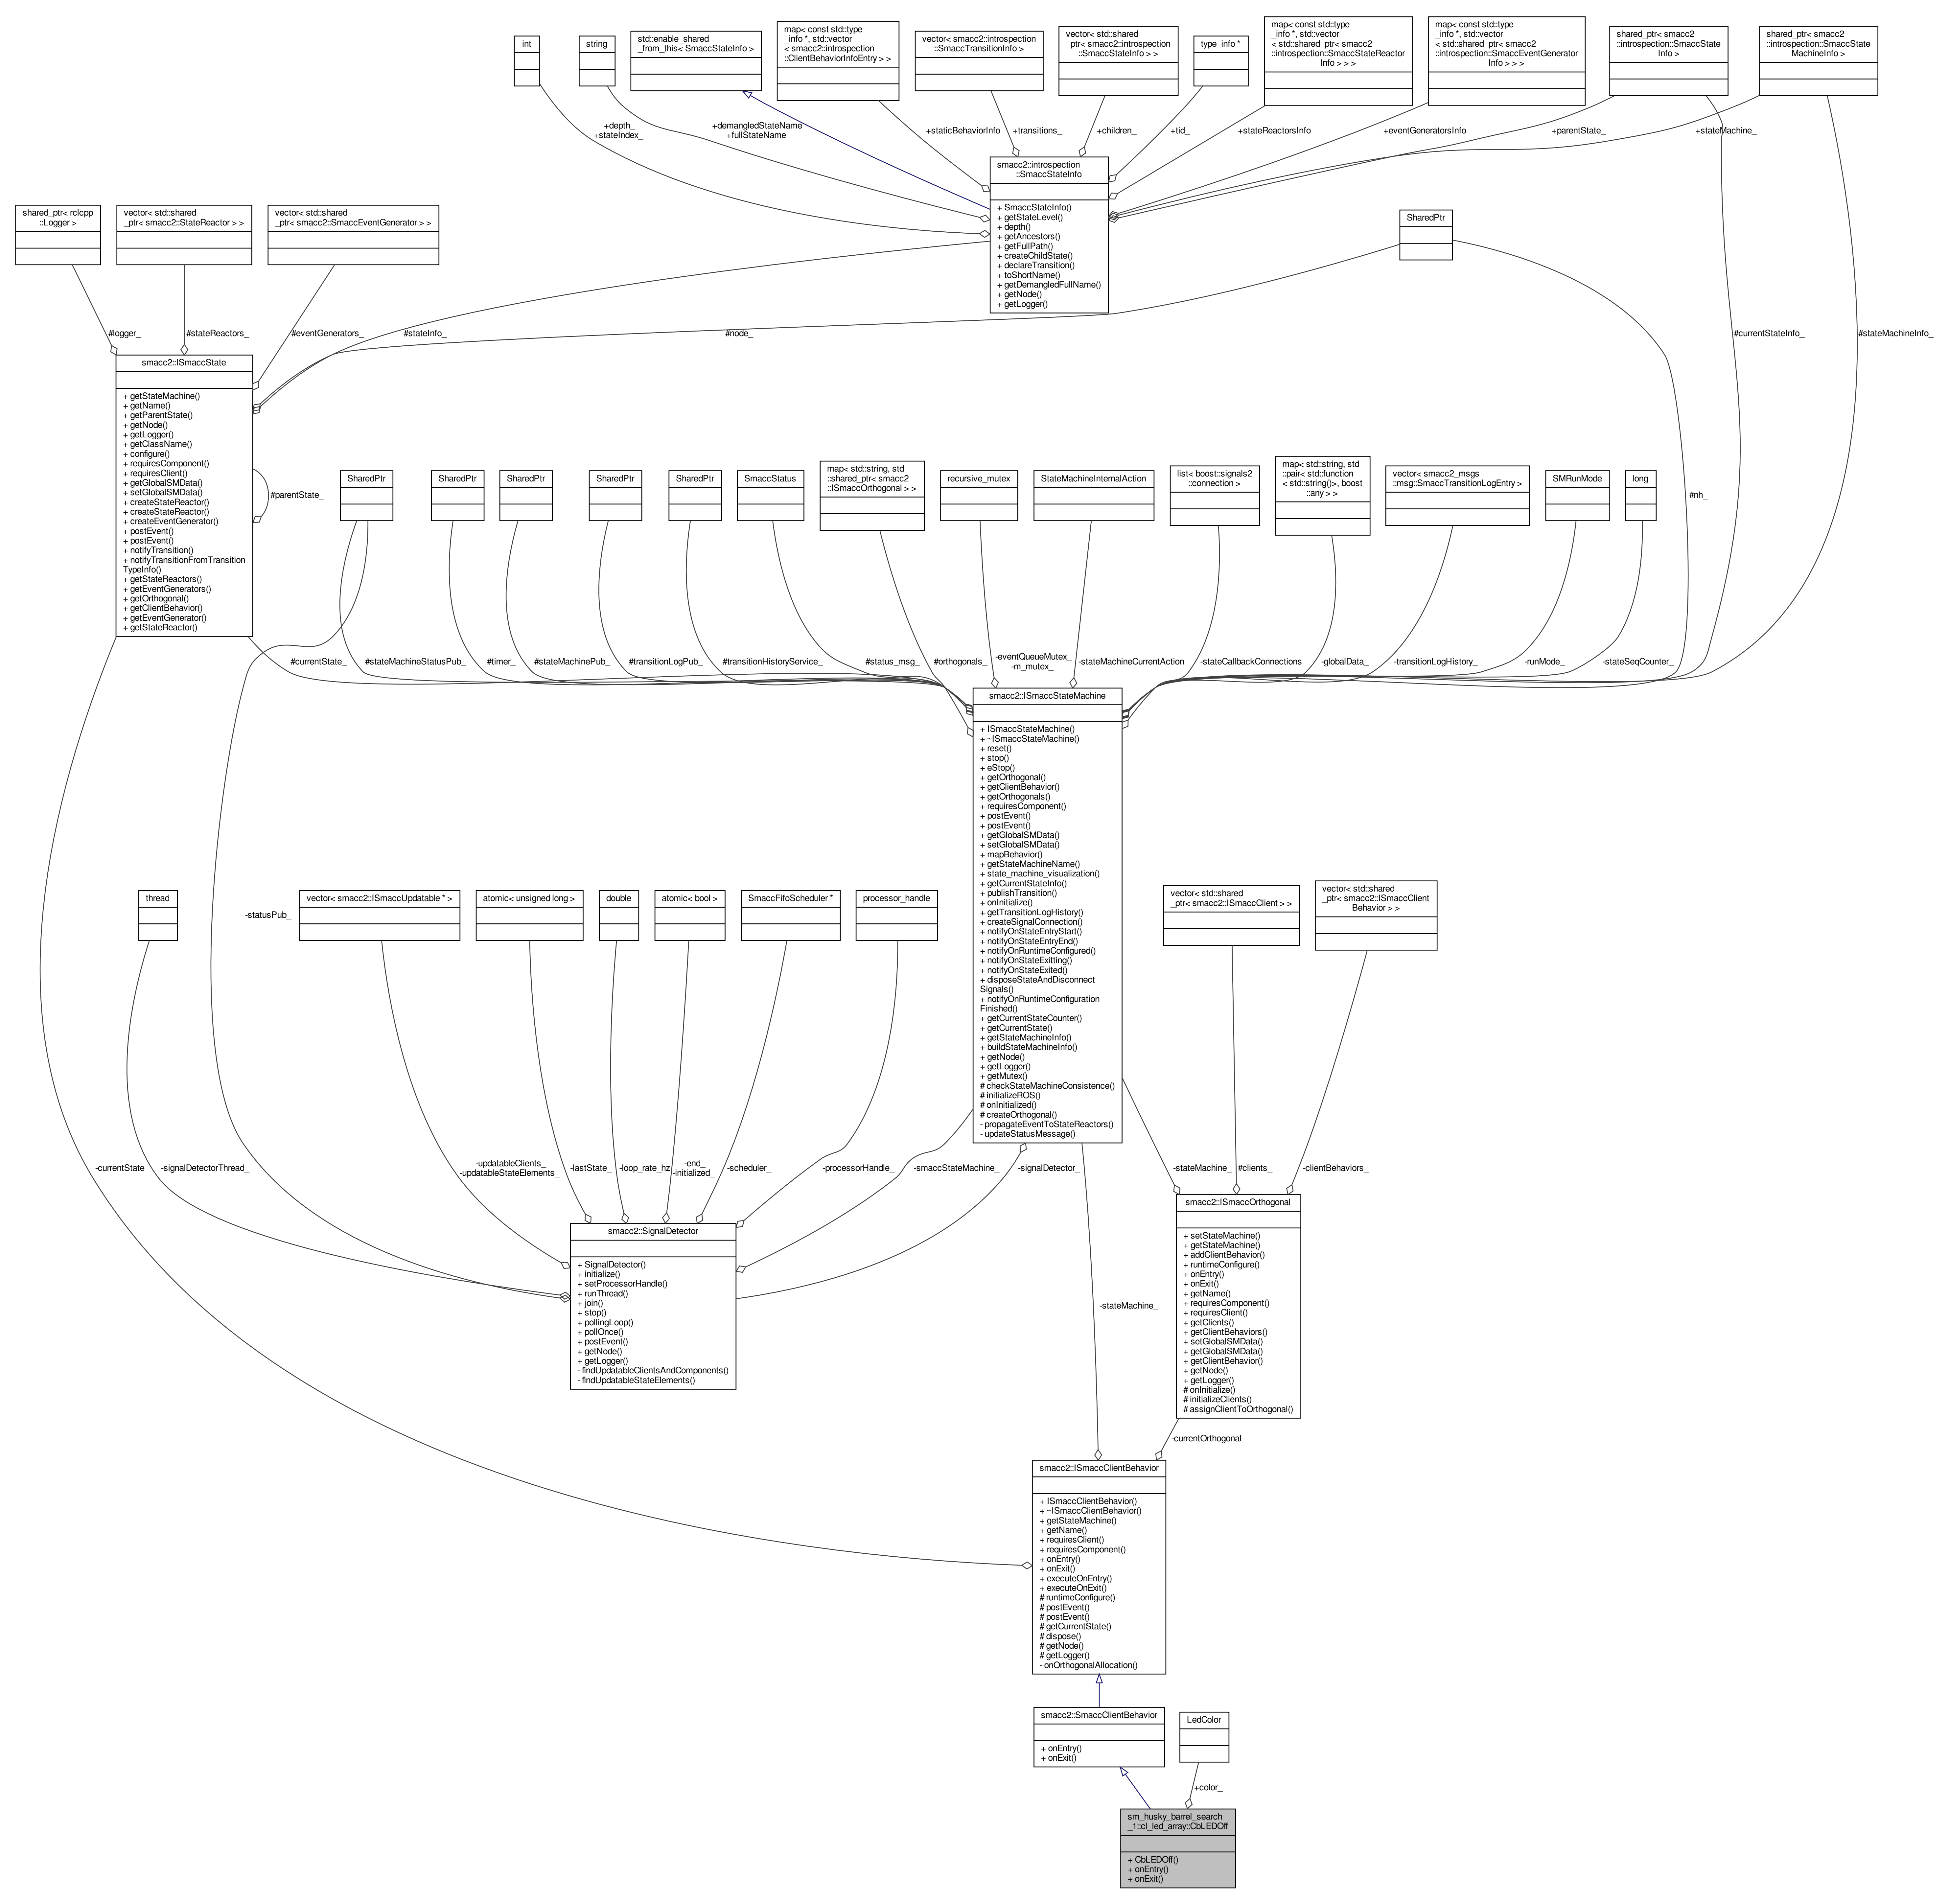 int
string
std::enable_shared
_from_this< SmaccStateInfo >
map< const std::type
_info *, std::vector
< smacc2::introspection
::ClientBehaviorInfoEntry > >
vector< smacc2::introspection
::SmaccTransitionInfo >
vector< std::shared
_ptr< smacc2::introspection
::SmaccStateInfo > >
type_info *
map< const std::type
_info *, std::vector
< std::shared_ptr< smacc2
::introspection::SmaccStateReactor
Info > > >
map< const std::type
_info *, std::vector
< std::shared_ptr< smacc2
::introspection::SmaccEventGenerator
Info > > >
shared_ptr< smacc2
::introspection::SmaccState
Info >
shared_ptr< smacc2
::introspection::SmaccState
MachineInfo >
+depth_
+stateIndex_
+demangledStateName
+fullStateName
+staticBehaviorInfo
+transitions_
+children_
+tid_
+stateReactorsInfo
+eventGeneratorsInfo
+parentState_
+stateMachine_
smacc2::introspection
::SmaccStateInfo
+ SmaccStateInfo()
+ getStateLevel()
+ depth()
+ getAncestors()
+ getFullPath()
+ createChildState()
+ declareTransition()
+ toShortName()
+ getDemangledFullName()
+ getNode()
+ getLogger()
shared_ptr< rclcpp
::Logger >
vector< std::shared
_ptr< smacc2::StateReactor > >
vector< std::shared
_ptr< smacc2::SmaccEventGenerator > >
SharedPtr
#logger_
#stateReactors_
#eventGenerators_
#stateInfo_
#node_
#currentStateInfo_
#stateMachineInfo_
smacc2::ISmaccState
+ getStateMachine()
+ getName()
+ getParentState()
+ getNode()
+ getLogger()
+ getClassName()
+ configure()
+ requiresComponent()
+ requiresClient()
+ getGlobalSMData()
+ setGlobalSMData()
+ createStateReactor()
+ createStateReactor()
+ createEventGenerator()
+ postEvent()
+ postEvent()
+ notifyTransition()
+ notifyTransitionFromTransition
TypeInfo()
+ getStateReactors()
+ getEventGenerators()
+ getOrthogonal()
+ getClientBehavior()
+ getEventGenerator()
+ getStateReactor()
#parentState_
SharedPtr
SharedPtr
SharedPtr
SharedPtr
SharedPtr
SmaccStatus
map< std::string, std
::shared_ptr< smacc2
::ISmaccOrthogonal > >
recursive_mutex
StateMachineInternalAction
list< boost::signals2
::connection >
map< std::string, std
::pair< std::function
< std::string()>, boost
::any > >
vector< smacc2_msgs
::msg::SmaccTransitionLogEntry >
SMRunMode
long
#nh_
#currentState_
#stateMachineStatusPub_
#timer_
#stateMachinePub_
#transitionLogPub_
#transitionHistoryService_
#status_msg_
#orthogonals_
-eventQueueMutex_
-m_mutex_
-stateMachineCurrentAction
-stateCallbackConnections
-globalData_
-transitionLogHistory_
-runMode_
-stateSeqCounter_
smacc2::ISmaccStateMachine
+ ISmaccStateMachine()
+ ~ISmaccStateMachine()
+ reset()
+ stop()
+ eStop()
+ getOrthogonal()
+ getClientBehavior()
+ getOrthogonals()
+ requiresComponent()
+ postEvent()
+ postEvent()
+ getGlobalSMData()
+ setGlobalSMData()
+ mapBehavior()
+ getStateMachineName()
+ state_machine_visualization()
+ getCurrentStateInfo()
+ publishTransition()
+ onInitialize()
+ getTransitionLogHistory()
+ createSignalConnection()
+ notifyOnStateEntryStart()
+ notifyOnStateEntryEnd()
+ notifyOnRuntimeConfigured()
+ notifyOnStateExitting()
+ notifyOnStateExited()
+ disposeStateAndDisconnect
Signals()
+ notifyOnRuntimeConfiguration
Finished()
+ getCurrentStateCounter()
+ getCurrentState()
+ getStateMachineInfo()
+ buildStateMachineInfo()
+ getNode()
+ getLogger()
+ getMutex()
# checkStateMachineConsistence()
# initializeROS()
# onInitialized()
# createOrthogonal()
- propagateEventToStateReactors()
- updateStatusMessage()
thread
-statusPub_
vector< smacc2::ISmaccUpdatable * >
atomic< unsigned long >
double
atomic< bool >
SmaccFifoScheduler *
processor_handle
vector< std::shared
_ptr< smacc2::ISmaccClient > >
vector< std::shared
_ptr< smacc2::ISmaccClient
Behavior > >
-currentState
-signalDetectorThread_
-updatableClients_
-updatableStateElements_
-lastState_
-loop_rate_hz
-end_
-initialized_
-scheduler_
-processorHandle_
-smaccStateMachine_
-signalDetector_
-stateMachine_
#clients_
-clientBehaviors_
smacc2::SignalDetector
+ SignalDetector()
+ initialize()
+ setProcessorHandle()
+ runThread()
+ join()
+ stop()
+ pollingLoop()
+ pollOnce()
+ postEvent()
+ getNode()
+ getLogger()
- findUpdatableClientsAndComponents()
- findUpdatableStateElements()
smacc2::ISmaccOrthogonal
+ setStateMachine()
+ getStateMachine()
+ addClientBehavior()
+ runtimeConfigure()
+ onEntry()
+ onExit()
+ getName()
+ requiresComponent()
+ requiresClient()
+ getClients()
+ getClientBehaviors()
+ setGlobalSMData()
+ getGlobalSMData()
+ getClientBehavior()
+ getNode()
+ getLogger()
# onInitialize()
# initializeClients()
# assignClientToOrthogonal()
-stateMachine_
-currentOrthogonal
smacc2::ISmaccClientBehavior
+ ISmaccClientBehavior()
+ ~ISmaccClientBehavior()
+ getStateMachine()
+ getName()
+ requiresClient()
+ requiresComponent()
+ onEntry()
+ onExit()
+ executeOnEntry()
+ executeOnExit()
# runtimeConfigure()
# postEvent()
# postEvent()
# getCurrentState()
# dispose()
# getNode()
# getLogger()
- onOrthogonalAllocation()
smacc2::SmaccClientBehavior
+ onEntry()
+ onExit()
LedColor
+color_
sm_husky_barrel_search
_1::cl_led_array::CbLEDOff
+ CbLEDOff()
+ onEntry()
+ onExit()